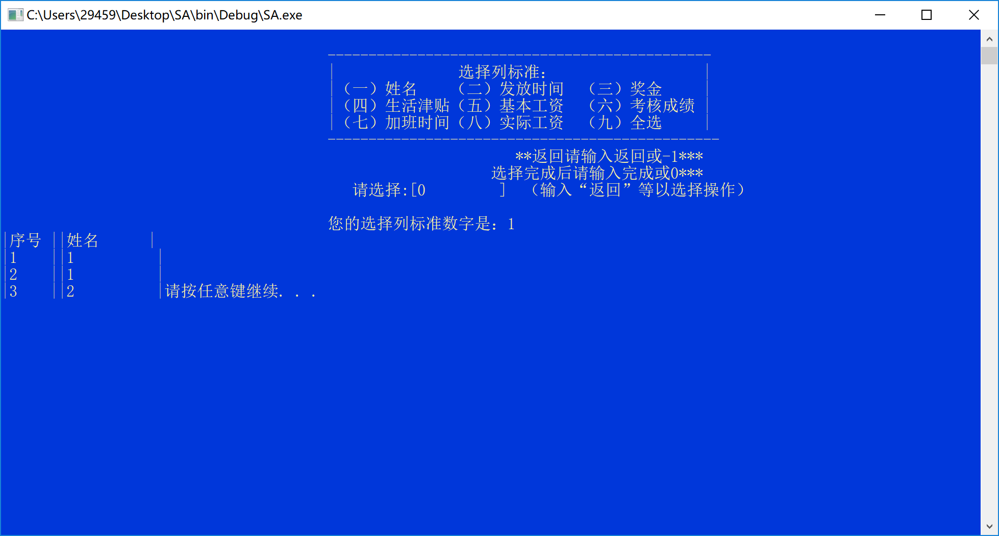 C:\Users\29459\Desktop\SA\bin\Debug\SA.exe
-----------------------------------------------
|               选择列标准：                   |
|（一）姓名    （二）发放时间  （三）奖金     |
|（四）生活津贴（五）基本工资  （六）考核成绩 |
|（七）加班时间（八）实际工资  （九）全选     |
------------------------------------------------
**返回请输入返回或-1***
选择完成后请输入完成或0***
请选择:[0         ]  （输入“返回”等以选择操作）
您的选择列标准数字是：1
|序号 ||姓名      |
|1    ||1          |
|2    ||1          |
|3    ||2          |请按任意键继续. . .